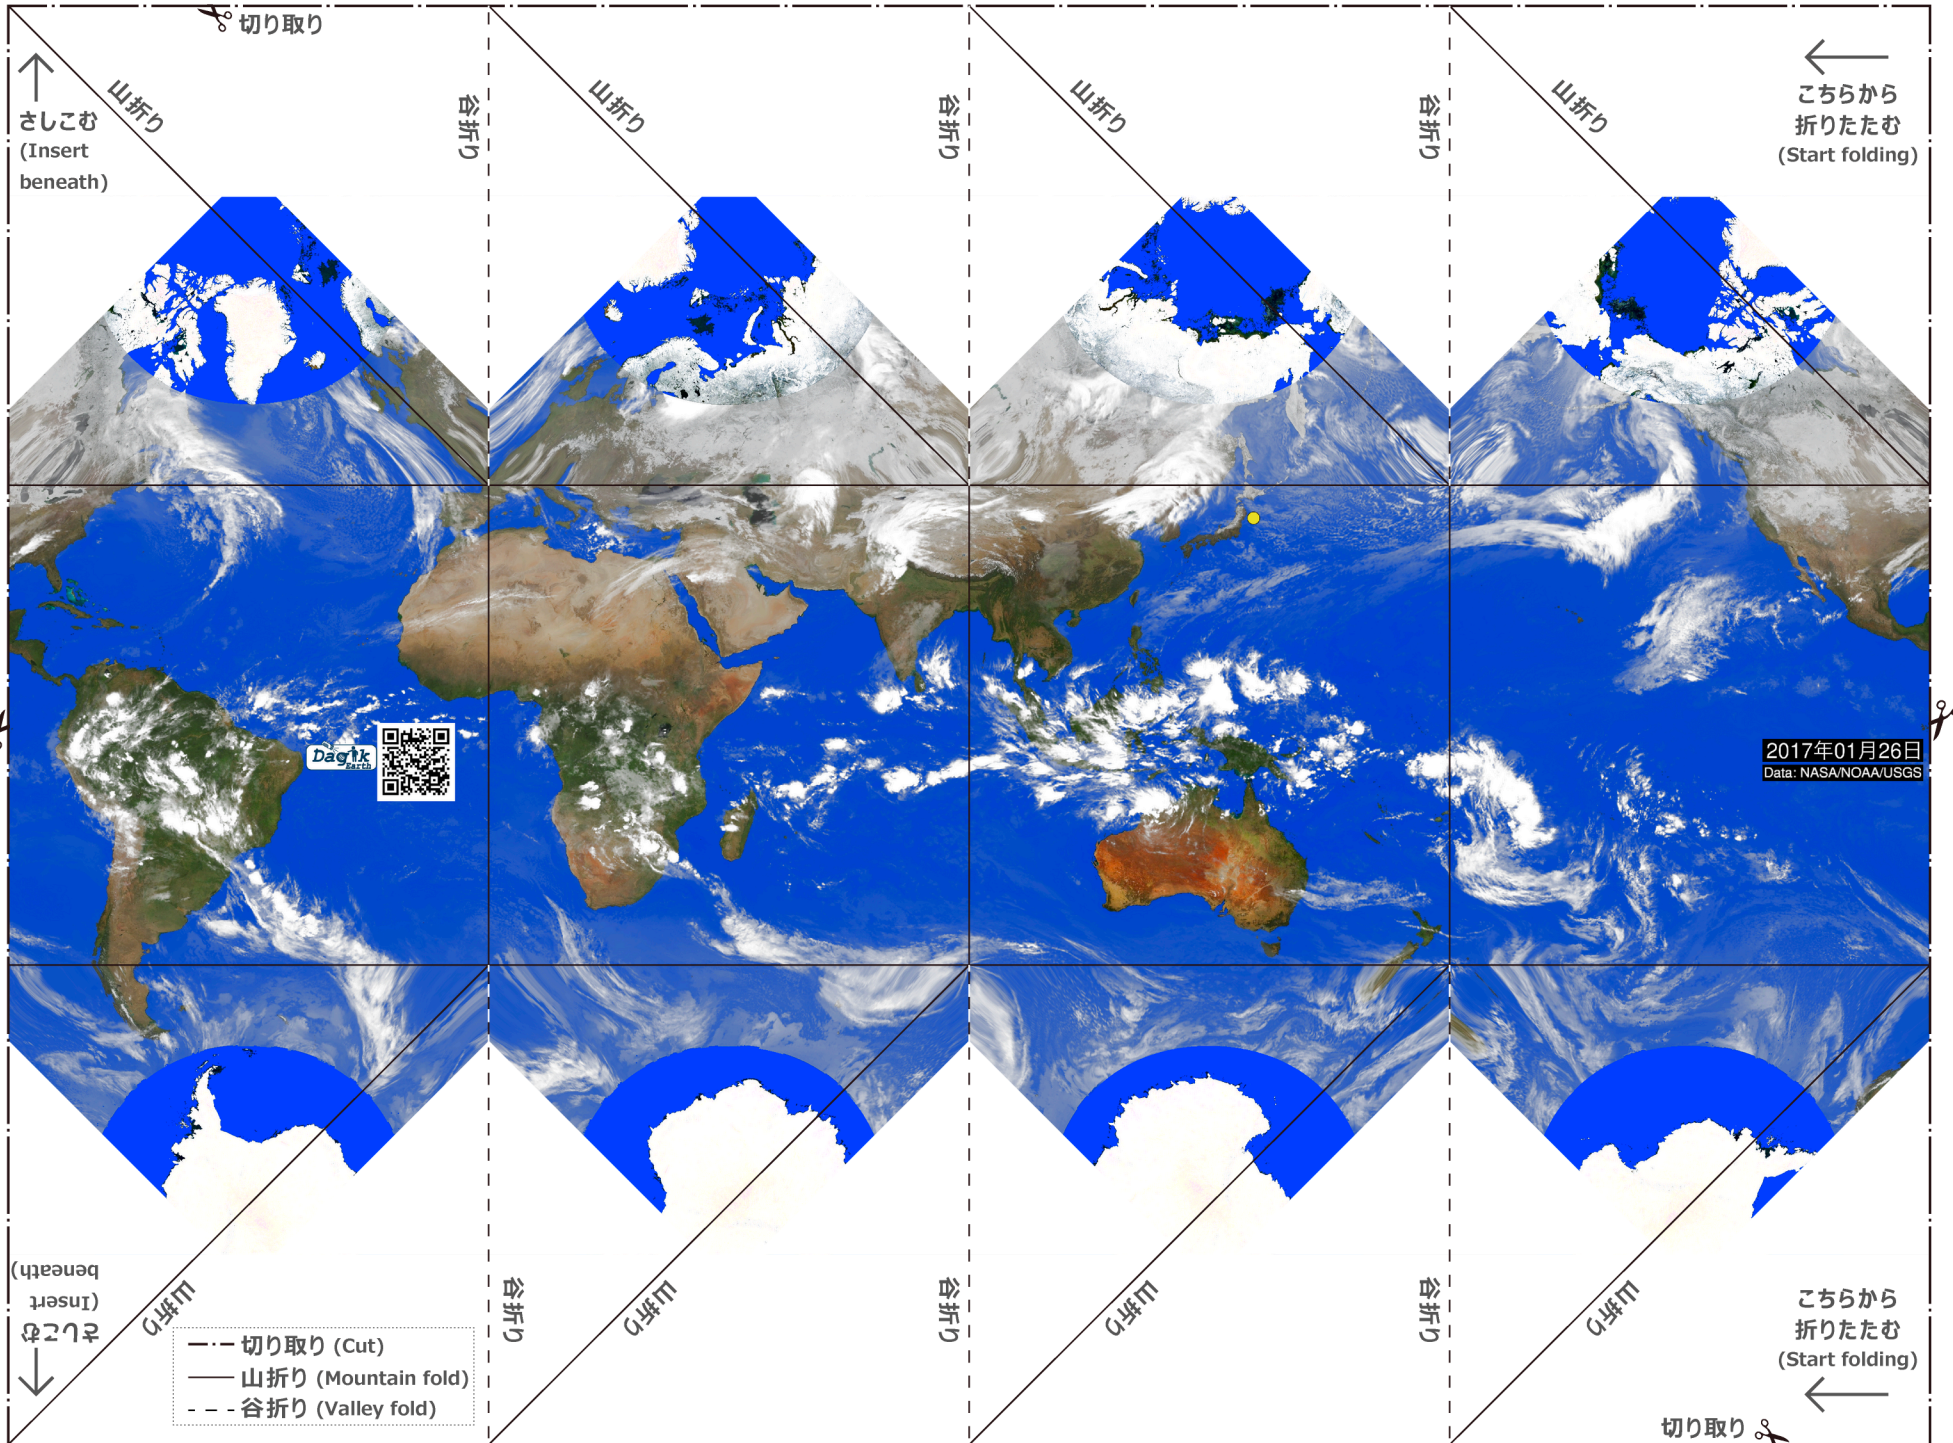 切り取り
山折り
谷折り
山折り
谷折り
山折り
谷折り
山折り
さしこむ
(Insert
beneath)
こちらから
折りたたむ
(Start folding)
Dagik
Earth
2017年01月26日
Data: NASA/NOAA/USGS
さしこむ
(Insert
beneath)
山折り
谷折り
山折り
谷折り
山折り
谷折り
山折り
こちらから
折りたたむ
(Start folding)
切り取り (Cut)
山折り (Mountain fold)
谷折り (Valley fold)
切り取り